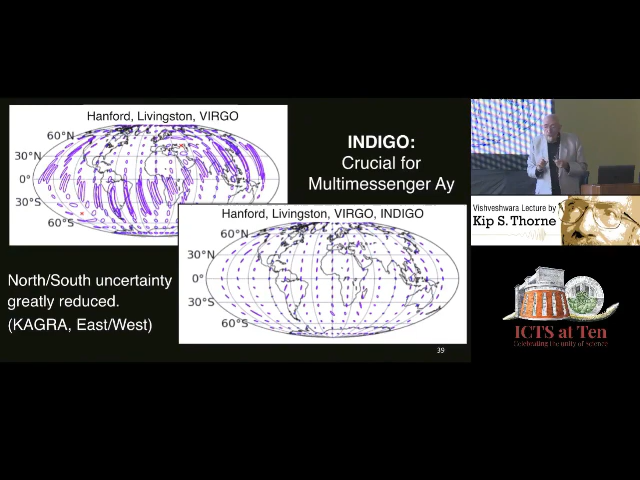 Hanford, Livingston, VIRGO
60°N
30°N
0°
30°S
60°S
INDIGO:
Crucial for
Multimessenger Ay
Hanford, Livingston, VIRGO, INDIGO
60°N
30°N
0°
30°S
60°S
North/South uncertainty
greatly reduced.
(KAGRA, East/West)
39
Vishveshwara Lecture by
Kip S. Thorne
ICTS at Ten
Celebrating the unity of Science